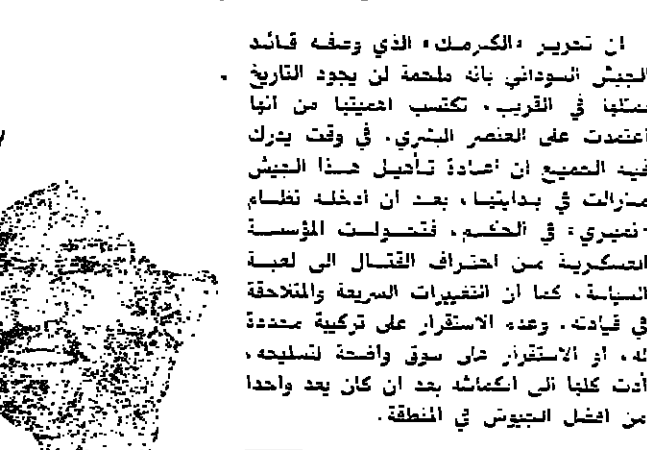 ان تحرير «الكرمك» الذي وصفه قائد
الجيش السوداني بانه ملحمة لن يجود التاريخ
بمثلها في القريب، تكتسب اهميتها من انها
اعتمدت على العنصر البشري، في وقت يدرك
فيه الجميع ان اعادة تأهيل هذا الجيش
مازالت في بدايتها، بعد ان ادخله نظام
«نميري» في الحكم، فتحولت المؤسسة
العسكرية من احتراف القتال الى لعبة
السياسة، كما ان التغييرات السريعة والمتلاحقة
في قيادته، وعدم الاستقرار على تركيبة محددة
له، او الاستقرار على سوق واضحة لتسليحه،
أدت كلها الى انكماشه بعد ان كان يعد واحدا
من افضل الجيوش في المنطقة.